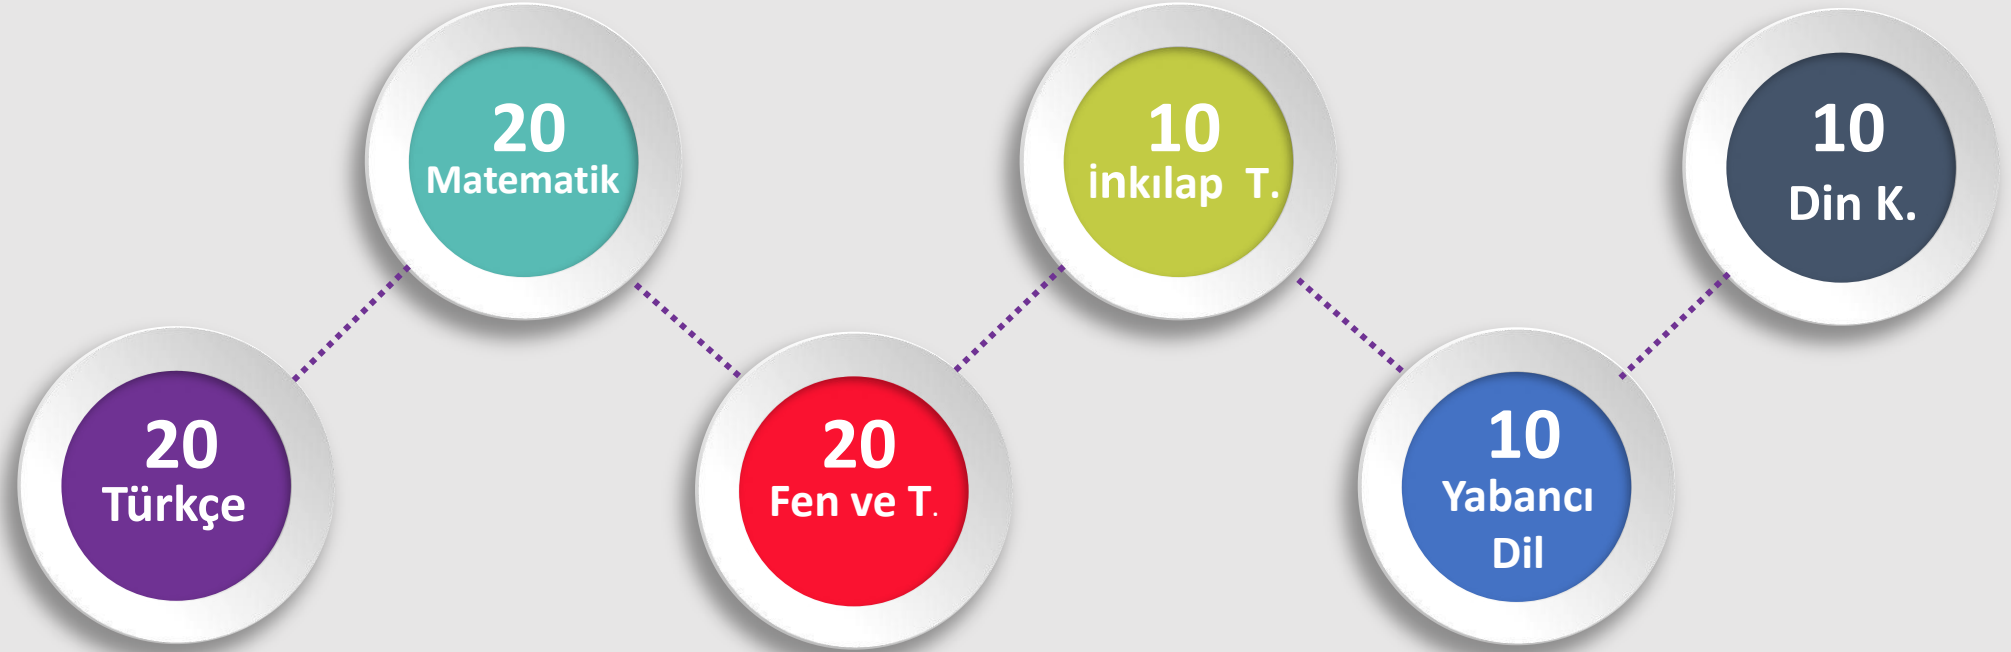 20
Türkçe
20
Matematik
20
Fen ve T.
10
inkılap T.
10
Yabancı
Dil
10
Din K.